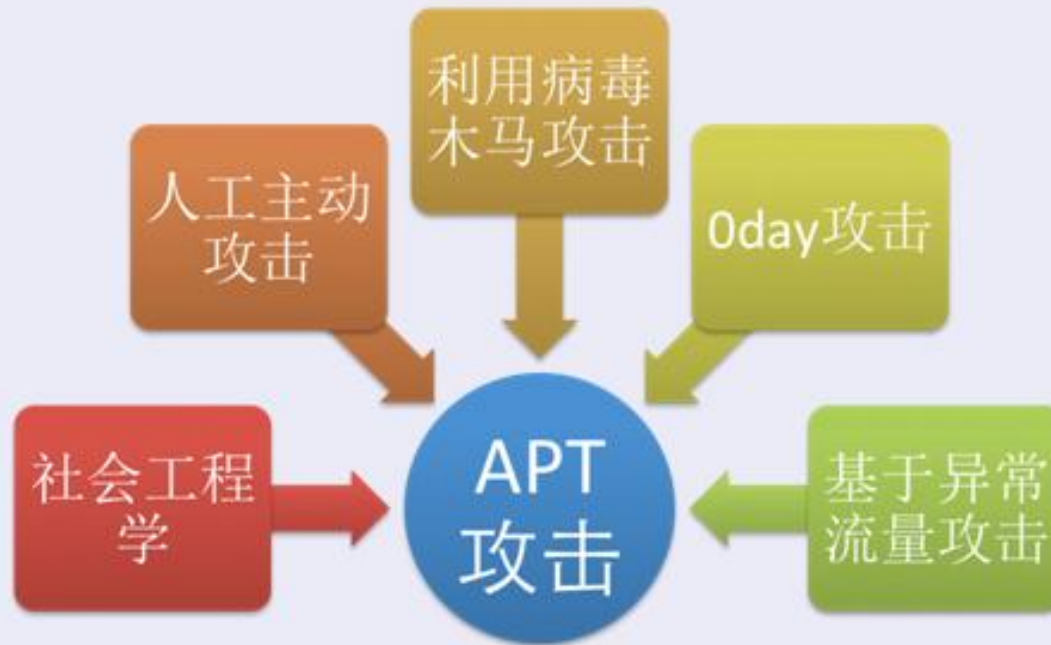 利用病毒
木马攻击
人工主动
攻击
0day攻击
社会工程
学
APT
攻击
基于异常
流量攻击